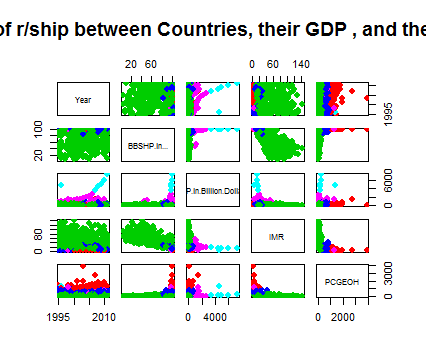 of r/ship between Countries, their GDP , and the
20 60
0 60 140
Year
1995
100
20
BBSHP.in...
P.in.Billion.Dolla
6000
0
80
0
IMR
PCGEOH
3000
0
1995 2010
0 4000
0 2000